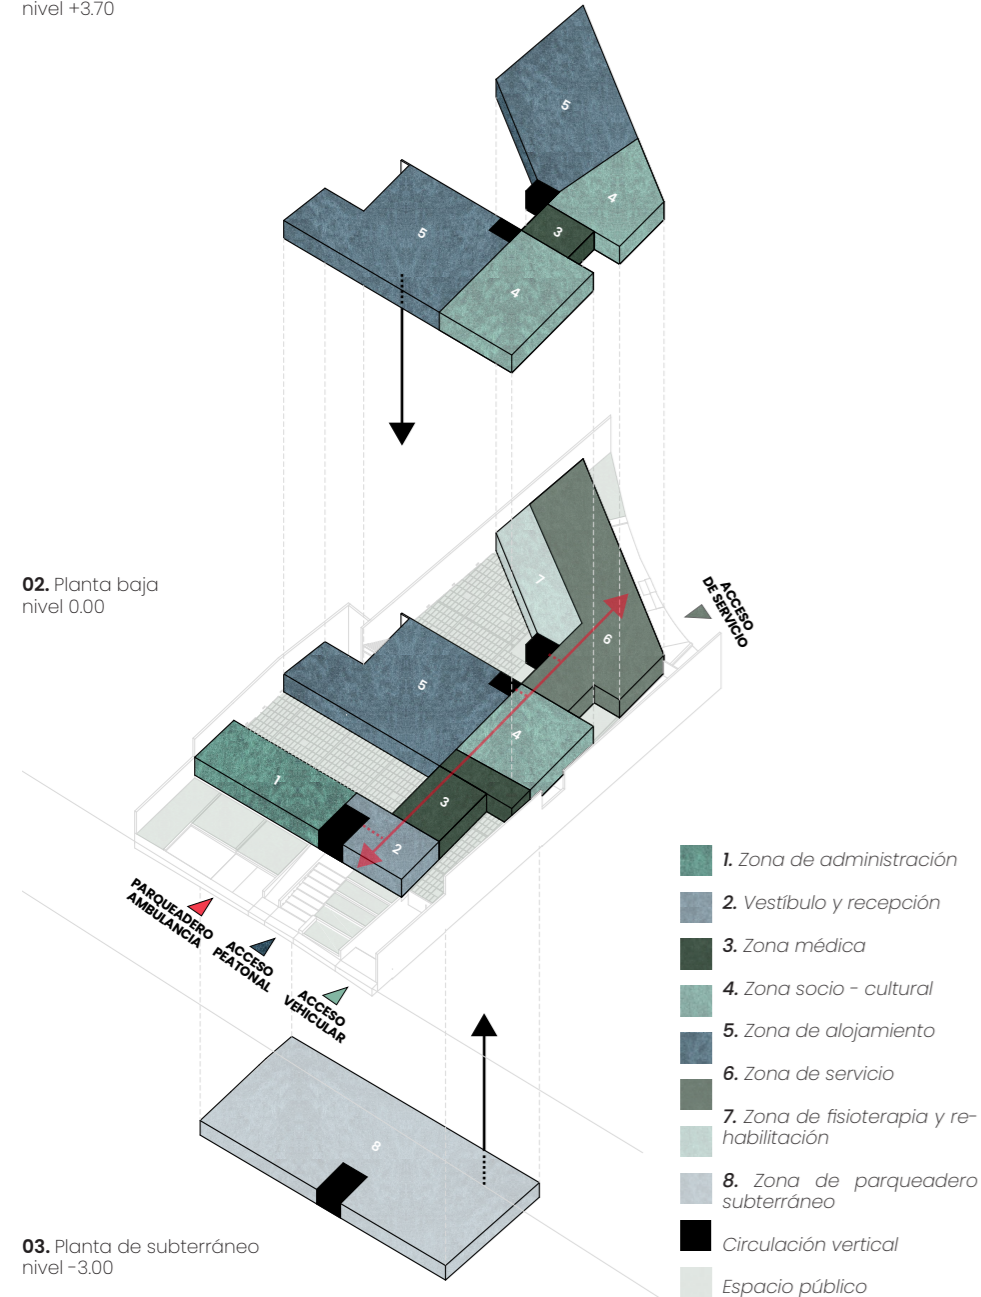 nivel +3.70
5
4
3
5
4
02. Planta baja
nivel 0.00
7
ACCESO
DE SERVICIO
6
5
4
1
3
2
PARQUEADERO
AMBULANCIA
ACCESO
PEATONAL
ACCESO
VEHICULAR
8
03. Planta de subterráneo
nivel -3.00
1. Zona de administración
2. Vestíbulo y recepción
3. Zona médica
4. Zona socio - cultural
5. Zona de alojamiento
6. Zona de servicio
7. Zona de fisioterapia y re-
habilitación
8. Zona de parqueadero
subterráneo
Circulación vertical
Espacio público